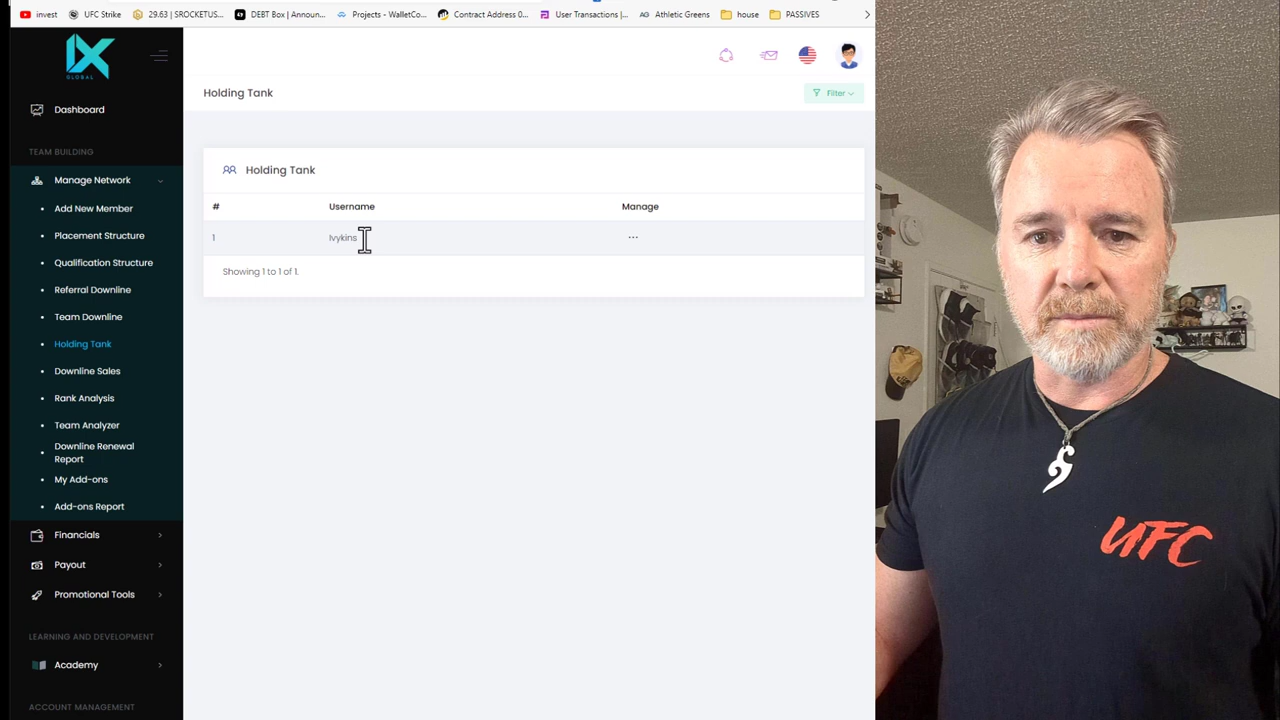 invest
UFC Strike
29.63 | SROCKETUS...
DEBT Box | Announ...
Projects - WalletCo...
Contract Address 0...
User Transactions |...
AG Athletic Greens
house
PASSIVES
IX
GLOBAL
Dashboard
TEAM BUILDING
Manage Network
Add New Member
Placement Structure
Qualification Structure
Referral Downline
Team Downline
Holding Tank
Downline Sales
Rank Analysis
Team Analyzer
Downline Renewal
Report
My Add-ons
Add-ons Report
Financials
Payout
Promotional Tools
LEARNING AND DEVELOPMENT
Academy
ACCOUNT MANAGEMENT
Holding Tank
Filter
Holding Tank
# Username Manage
1 Ivykins ...
Showing 1 to 1 of 1.
UFC